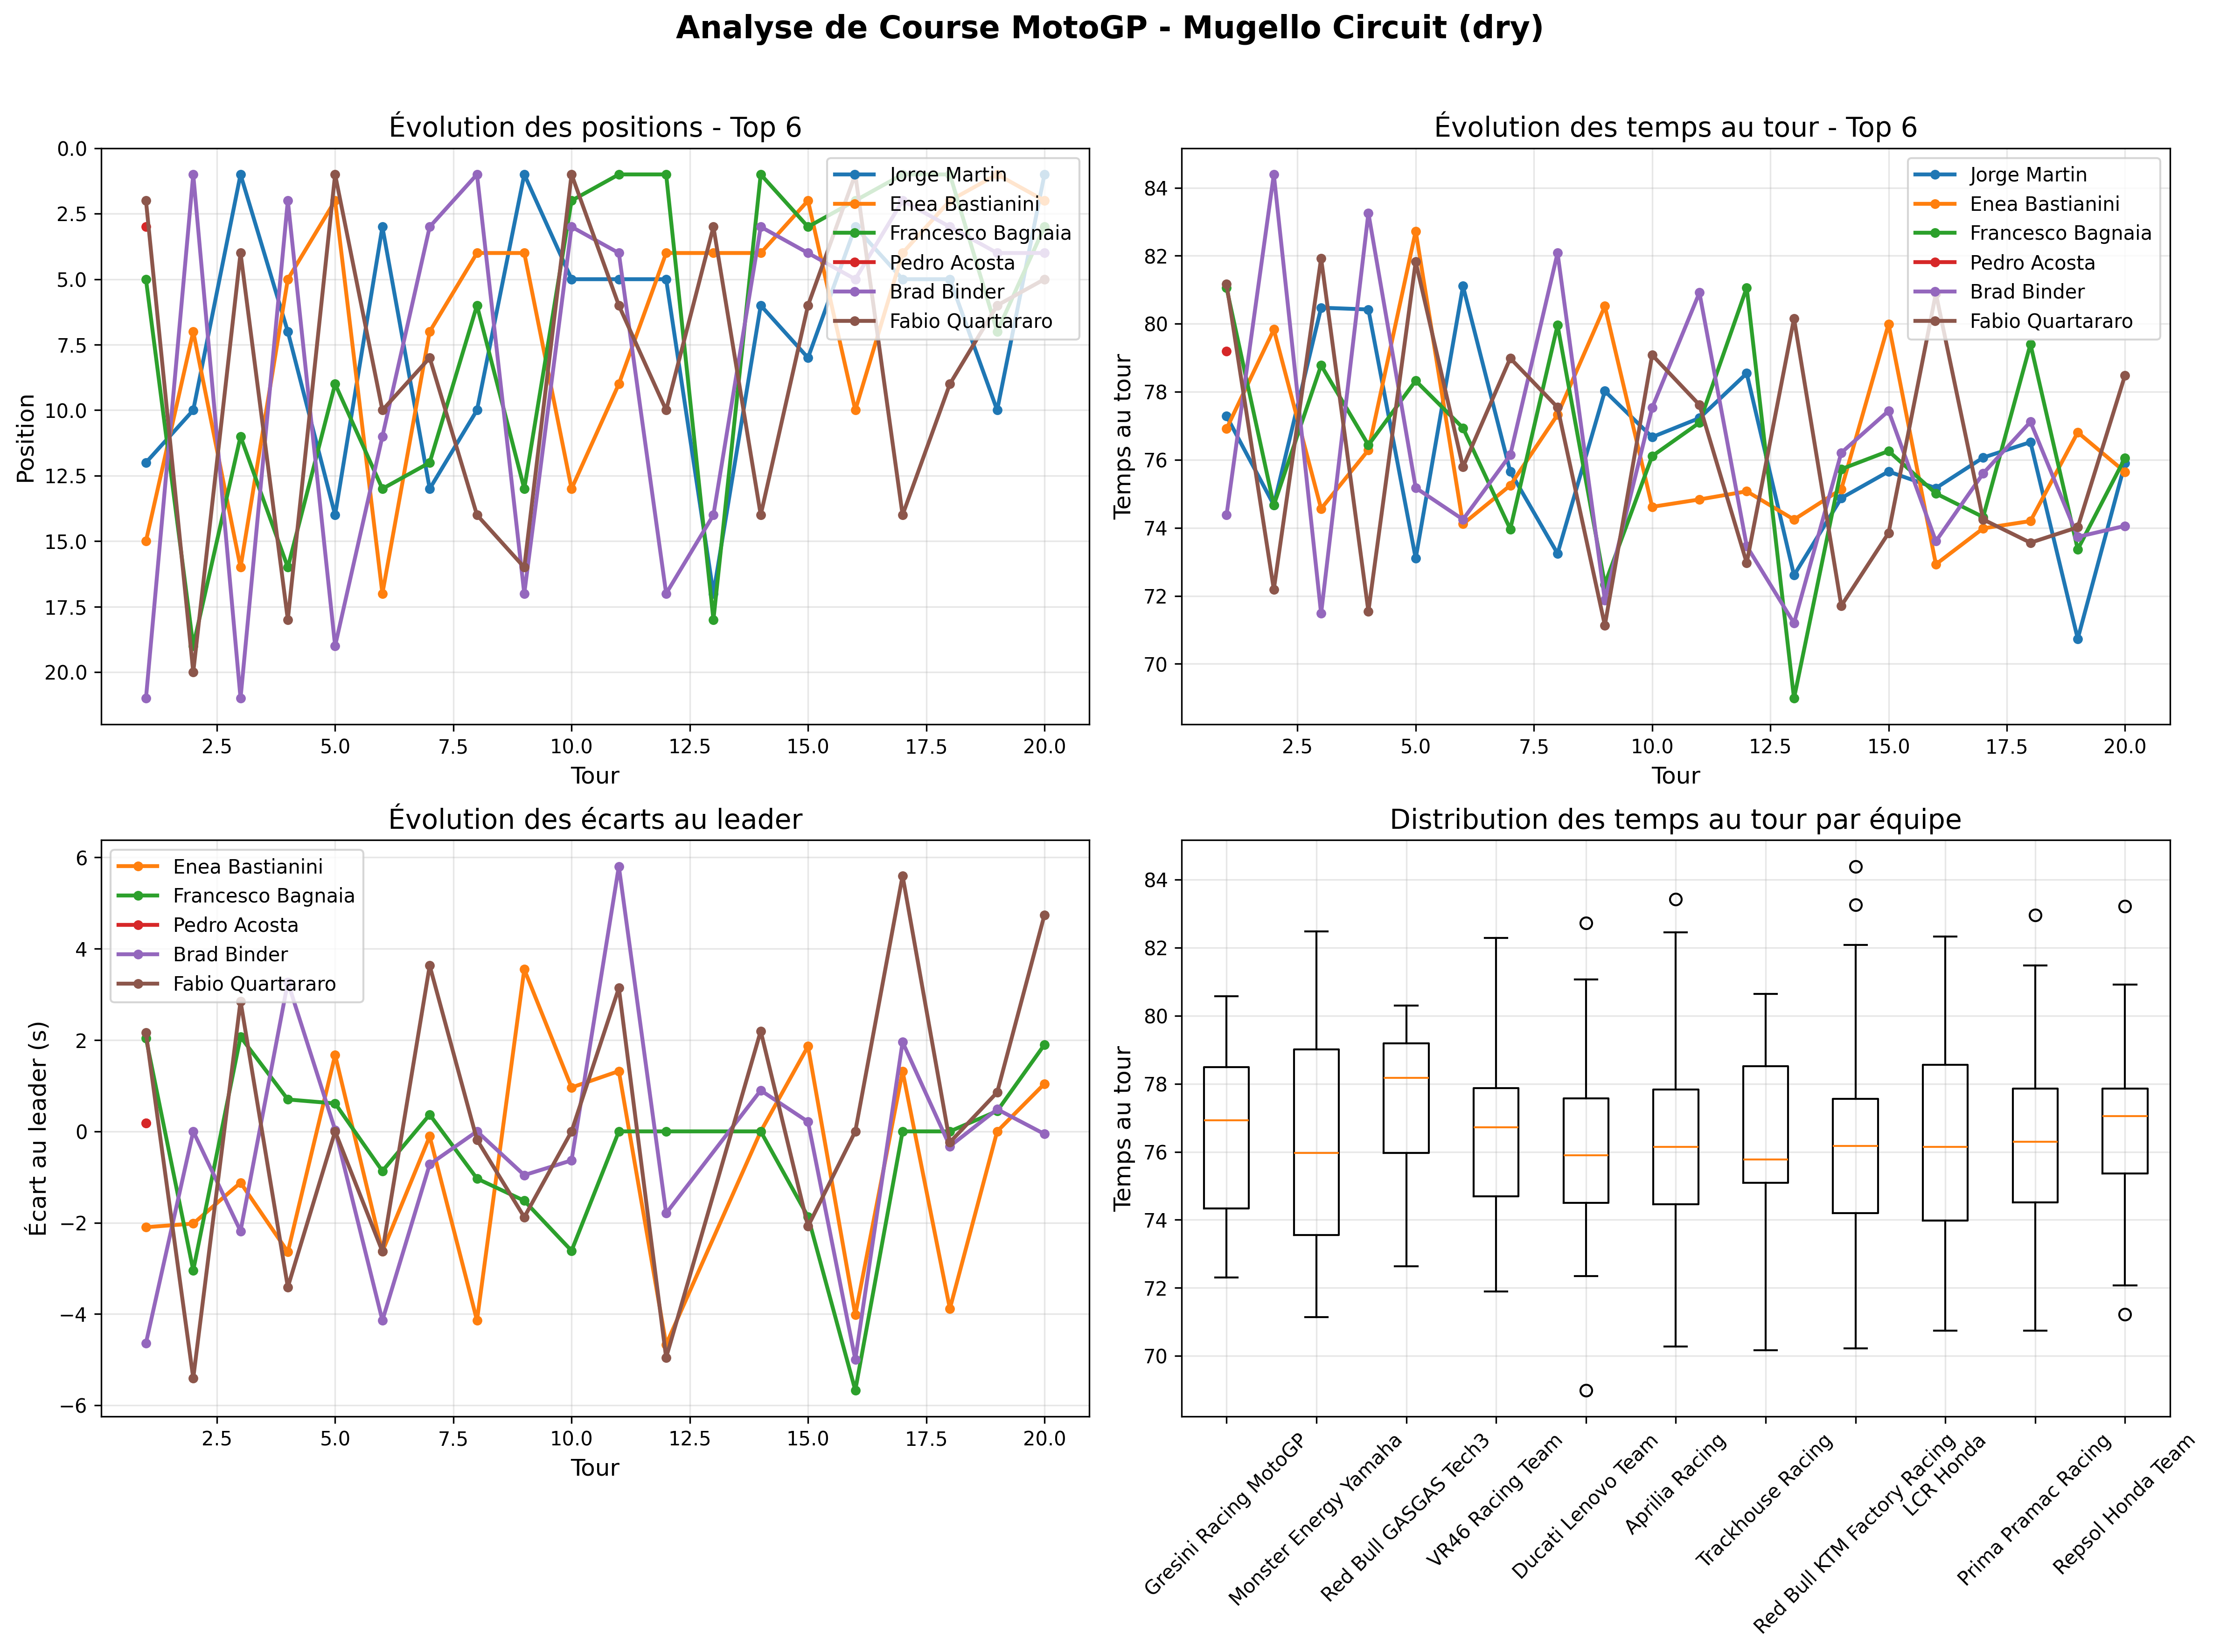 Analyse de Course MotoGP - Mugello Circuit (dry)
Évolution des positions - Top 6
Position
0.0
2.5
5.0
7.5
10.0
12.5
15.0
17.5
20.0
Jorge Martin
Enea Bastianini
Francesco Bagnaia
Pedro Acosta
Brad Binder
Fabio Quartararo
2.5 5.0 7.5 10.0 12.5 15.0 17.5 20.0
Tour
Évolution des temps au tour - Top 6
Temps au tour
84
82
80
78
76
74
72
70
Jorge Martin
Enea Bastianini
Francesco Bagnaia
Pedro Acosta
Brad Binder
Fabio Quartararo
2.5 5.0 7.5 10.0 12.5 15.0 17.5 20.0
Tour
Évolution des écarts au leader
Écart au leader (s)
6
4
2
0
−2
−4
−6
Enea Bastianini
Francesco Bagnaia
Pedro Acosta
Brad Binder
Fabio Quartararo
2.5 5.0 7.5 10.0 12.5 15.0 17.5 20.0
Tour
Distribution des temps au tour par équipe
Temps au tour
84
82
80
78
76
74
72
70
Gresini Racing MotoGP
Monster Energy Yamaha
Red Bull GASGAS Tech3
VR46 Racing Team
Ducati Lenovo Team
Aprilia Racing
Trackhouse Racing
Red Bull KTM Factory Racing
LCR Honda
Prima Pramac Racing
Repsol Honda Team